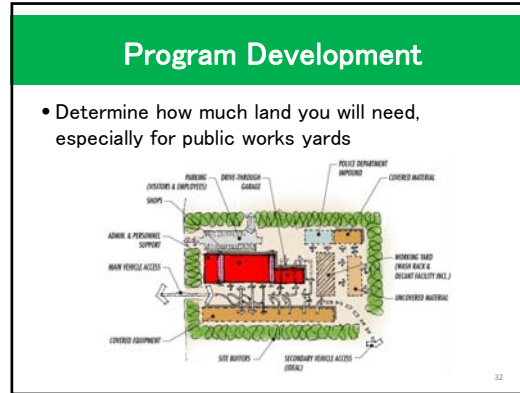 Program Development
• Determine how much land you will need,
especially for public works yards
POLICE DEPARTMENT
IMPOUND
PARKING
(VISITORS & EMPLOYEES)
DRIVE-THROUGH
GARAGE
COVERED MATERIAL
SHOPS
ADMIN. & PERSONNEL
SUPPORT
MAIN VEHICLE ACCESS
WORKING YARD
(WASH RACK &
DECANT FACILITY INCL.)
UNCOVERED MATERIAL
COVERED EQUIPMENT
SITE BUFFERS
SECONDARY VEHICLE ACCESS
(IDEAL)
32